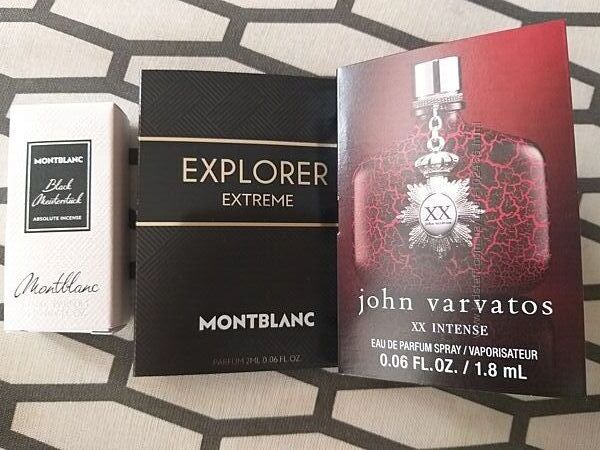 MONTBLANC
Black
Meisterstück
ABSOLUTE INCENSE
Montblanc
EXPLORER
EXTREME
MONTBLANC
PARFUM 2ML 0.06 FL.OZ.
XX
john varvatos
XX INTENSE
EAU DE PARFUM SPRAY / VAPORISATEUR
0.06 FL.OZ. / 1.8 mL